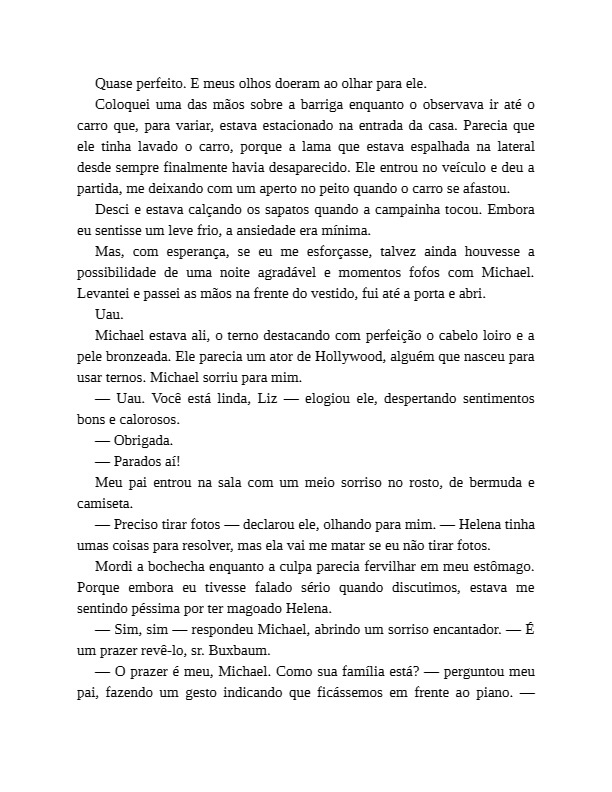 Quase perfeito. E meus olhos doeram ao olhar para ele.
Coloquei uma das mãos sobre a barriga enquanto o observava ir até o
carro que, para variar, estava estacionado na entrada da casa. Parecia que
ele tinha lavado o carro, porque a lama que estava espalhada na lateral
desde sempre finalmente havia desaparecido. Ele entrou no veículo e deu a
partida, me deixando com um aperto no peito quando o carro se afastou.
Desci e estava calçando os sapatos quando a campainha tocou. Embora
eu sentisse um leve frio, a ansiedade era mínima.
Mas, com esperança, se eu me esforçasse, talvez ainda houvesse a
possibilidade de uma noite agradável e momentos fofos com Michael.
Levantei e passei as mãos na frente do vestido, fui até a porta e abri.
Uau.
Michael estava ali, o terno destacando com perfeição o cabelo loiro e a
pele bronzeada. Ele parecia um ator de Hollywood, alguém que nasceu para
usar ternos. Michael sorriu para mim.
— Uau. Você está linda, Liz — elogiou ele, despertando sentimentos
bons e calorosos.
— Obrigada.
— Parados aí!
Meu pai entrou na sala com um meio sorriso no rosto, de bermuda e
camiseta.
— Preciso tirar fotos — declarou ele, olhando para mim. — Helena tinha
umas coisas para resolver, mas ela vai me matar se eu não tirar fotos.
Mordi a bochecha enquanto a culpa parecia fervilhar em meu estômago.
Porque embora eu tivesse falado sério quando discutimos, estava me
sentindo péssima por ter magoado Helena.
— Sim, sim — respondeu Michael, abrindo um sorriso encantador. — É
um prazer revê-lo, sr. Buxbaum.
— O prazer é meu, Michael. Como sua família está? — perguntou meu
pai, fazendo um gesto indicando que ficássemos em frente ao piano. —